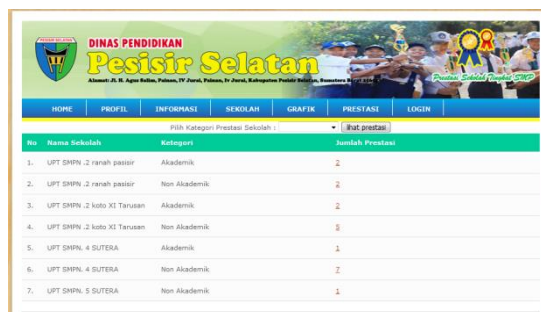 DINAS PENDIDIKAN
Pesisir Selatan
Prestasi Sekolah Tingkat SMP
HOME PROFIL INFORMASI SEKOLAH GRAFIK PRESTASI LOGIN
Pilih Kategori Prestasi Sekolah : lihat prestasi
No Nama Sekolah Kategori Jumlah Prestasi
1. UPT SMPN .2 ranah pasisir Akademik 2
2. UPT SMPN .2 ranah pasisir Non Akademik 2
3. UPT SMPN .2 koto XI Tarusan Akademik 2
4. UPT SMPN .2 koto XI Tarusan Non Akademik 5
5. UPT SMPN. 4 SUTERA Akademik 1
6. UPT SMPN. 4 SUTERA Non Akademik 7
7. UPT SMPN. 5 SUTERA Non Akademik 1